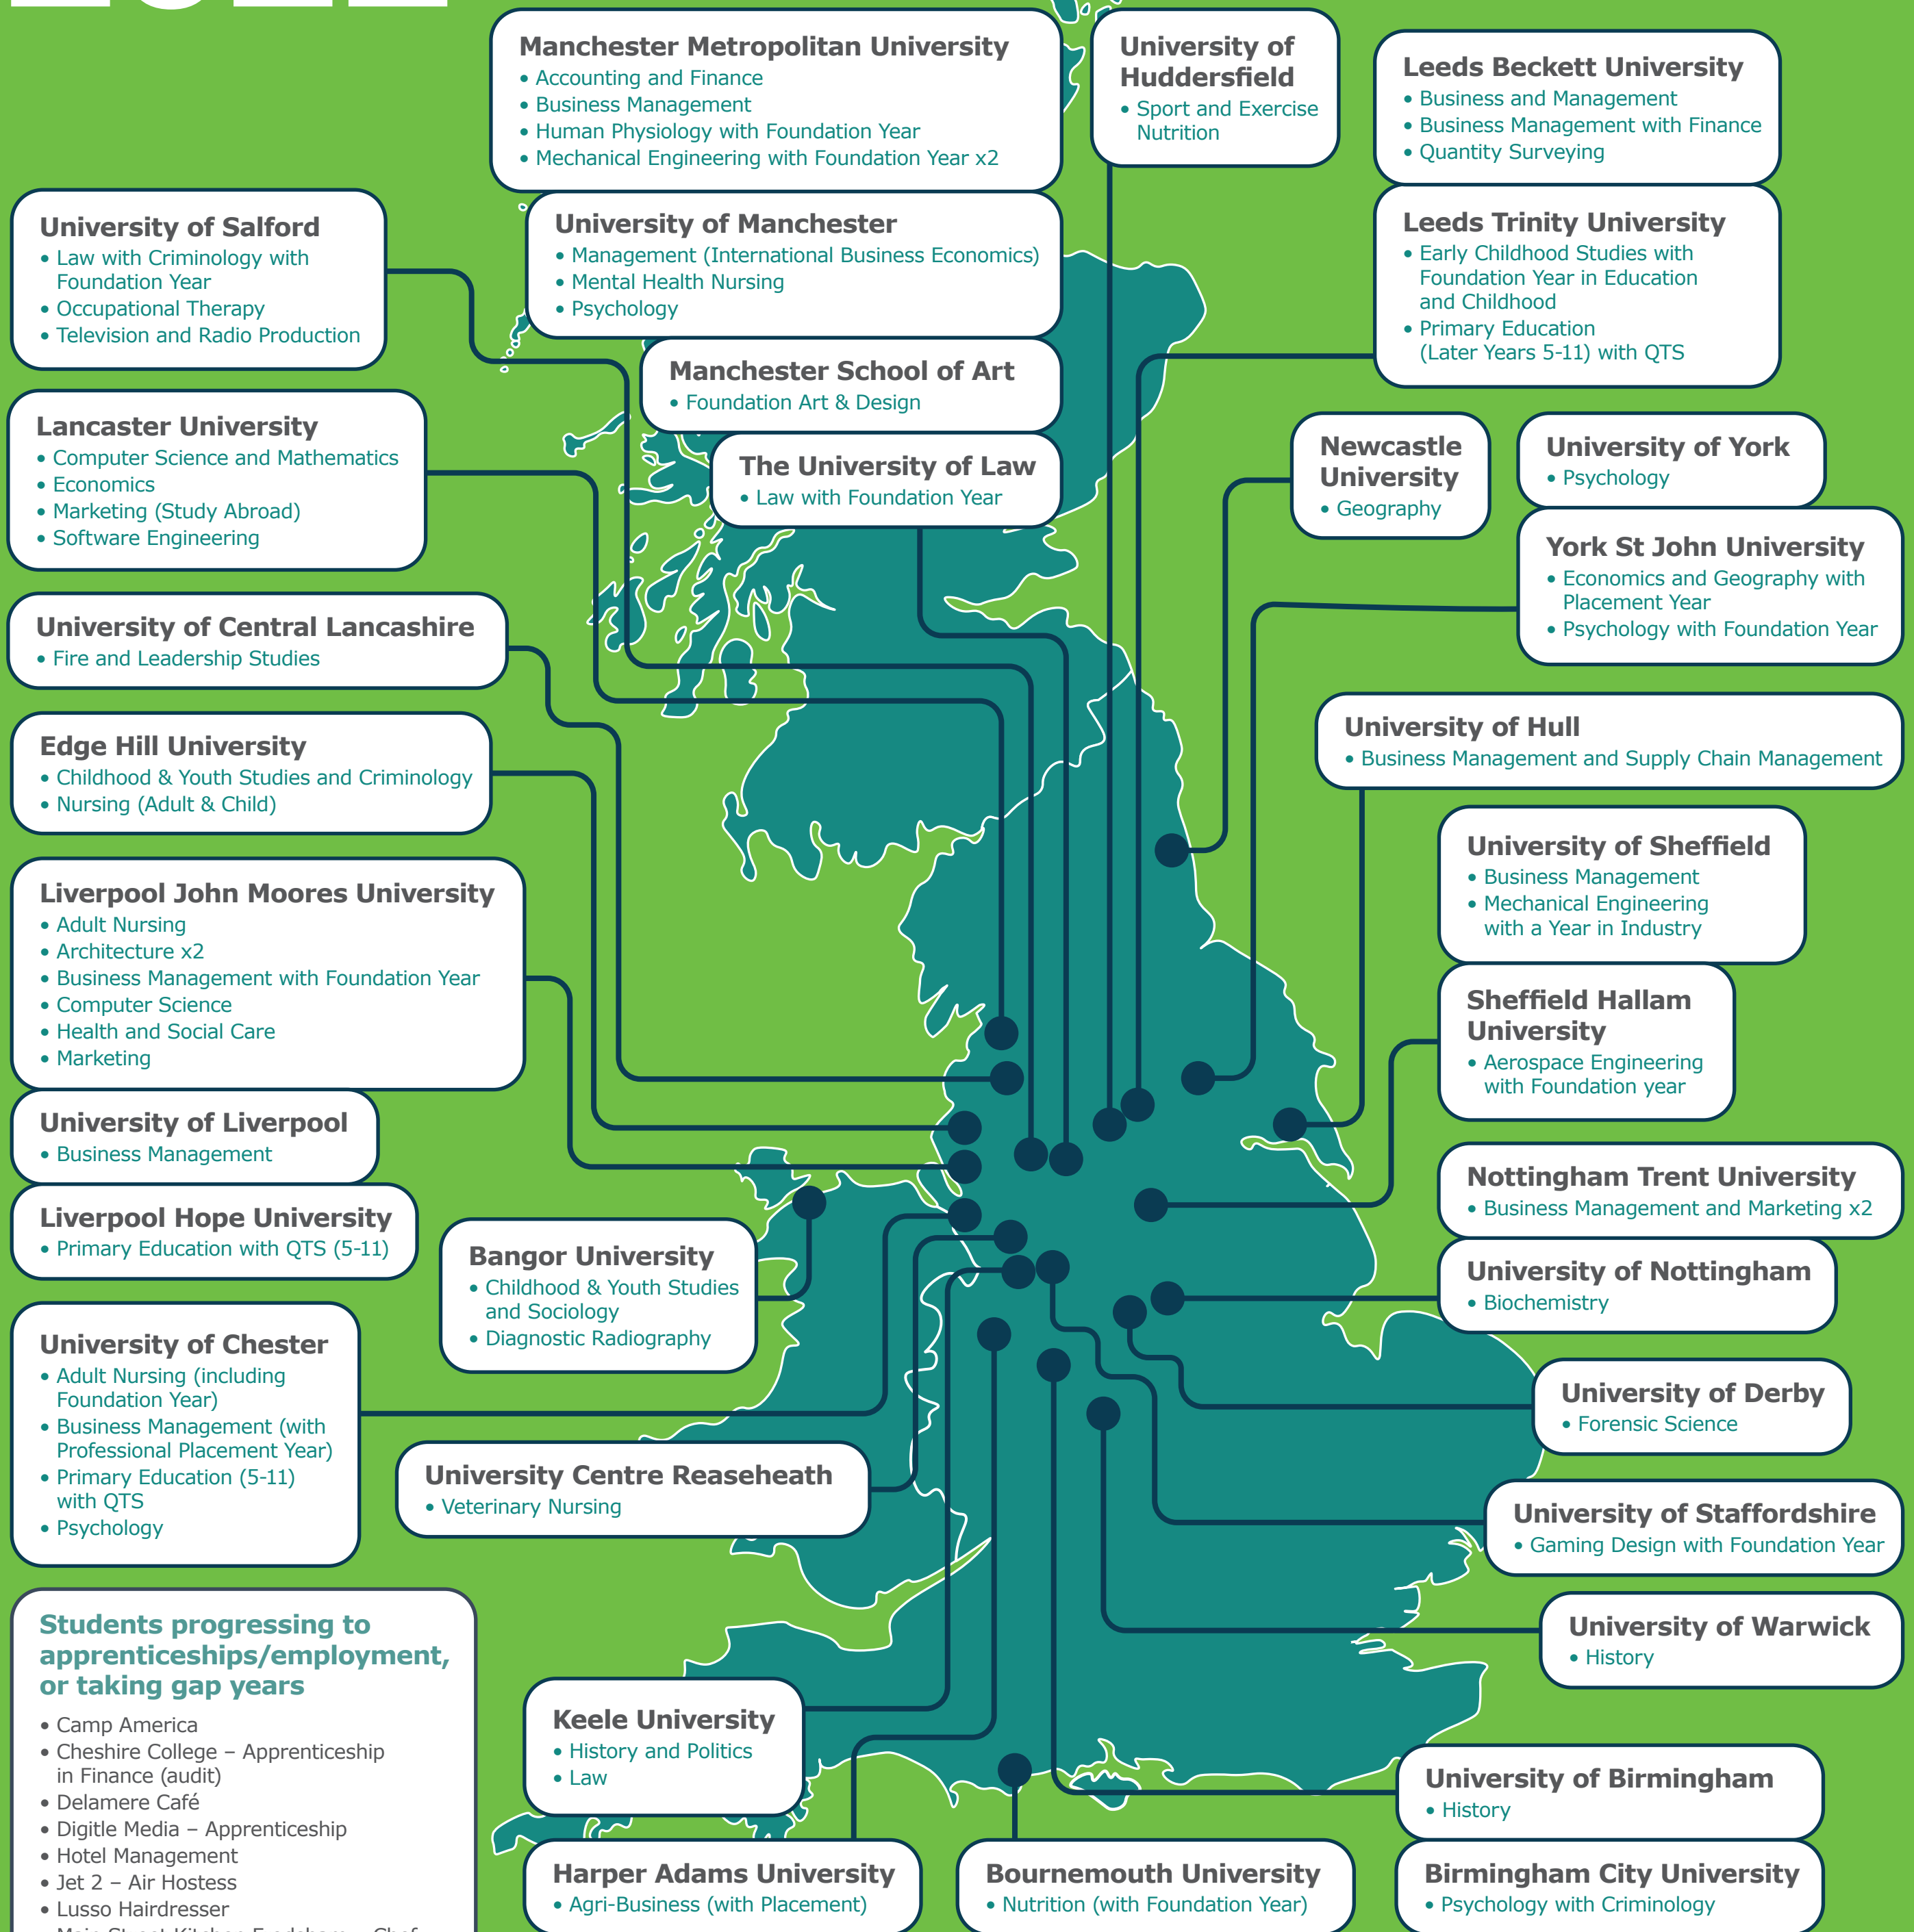 Manchester Metropolitan University
• Accounting and Finance
• Business Management
• Human Physiology with Foundation Year
• Mechanical Engineering with Foundation Year x2
University of
Huddersfield
• Sport and Exercise
Nutrition
Leeds Beckett University
• Business and Management
• Business Management with Finance
• Quantity Surveying
University of Salford
• Law with Criminology with
Foundation Year
• Occupational Therapy
• Television and Radio Production
University of Manchester
• Management (International Business Economics)
• Mental Health Nursing
• Psychology
Leeds Trinity University
• Early Childhood Studies with
Foundation Year in Education
and Childhood
• Primary Education
(Later Years 5-11) with QTS
Manchester School of Art
• Foundation Art & Design
Lancaster University
• Computer Science and Mathematics
• Economics
• Marketing (Study Abroad)
• Software Engineering
The University of Law
• Law with Foundation Year
Newcastle
University
• Geography
University of York
• Psychology
York St John University
• Economics and Geography with
Placement Year
• Psychology with Foundation Year
University of Central Lancashire
• Fire and Leadership Studies
Edge Hill University
• Childhood & Youth Studies and Criminology
• Nursing (Adult & Child)
University of Hull
• Business Management and Supply Chain Management
University of Sheffield
• Business Management
• Mechanical Engineering
with a Year in Industry
Liverpool John Moores University
• Adult Nursing
• Architecture x2
• Business Management with Foundation Year
• Computer Science
• Health and Social Care
• Marketing
Sheffield Hallam
University
• Aerospace Engineering
with Foundation year
University of Liverpool
• Business Management
Nottingham Trent University
• Business Management and Marketing x2
Liverpool Hope University
• Primary Education with QTS (5-11)
Bangor University
• Childhood & Youth Studies
and Sociology
• Diagnostic Radiography
University of Nottingham
• Biochemistry
University of Chester
• Adult Nursing (including
Foundation Year)
• Business Management (with
Professional Placement Year)
• Primary Education (5-11)
with QTS
• Psychology
University of Derby
• Forensic Science
University Centre Reaseheath
• Veterinary Nursing
University of Staffordshire
• Gaming Design with Foundation Year
University of Warwick
• History
Students progressing to
apprenticeships/employment,
or taking gap years
• Camp America
• Cheshire College – Apprenticeship
in Finance (audit)
• Delamere Café
• Digitle Media – Apprenticeship
• Hotel Management
• Jet 2 – Air Hostess
• Lusso Hairdresser
Keele University
• History and Politics
• Law
University of Birmingham
• History
Harper Adams University
• Agri-Business (with Placement)
Bournemouth University
• Nutrition (with Foundation Year)
Birmingham City University
• Psychology with Criminology